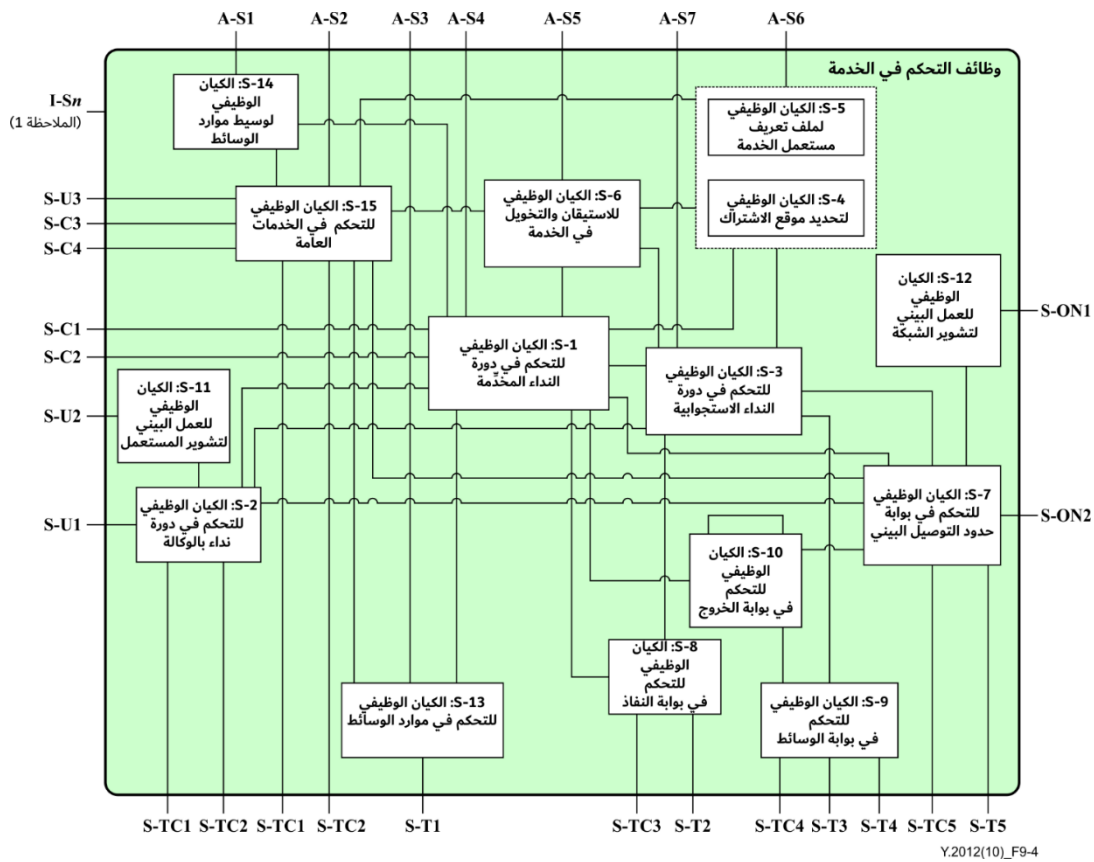 A-S1
A-S2
A-S3
A-S4
A-S5
A-S7
A-S6
وظائف التحكم في الخدمة
I-Sn
(الملاحظة 1)
S-14: الكيان
الوظيفي
لوسيط موارد
الوسائط
S-5: الكيان الوظيفي
لملف تعريف
مستعمل الخدمة
S-4: الكيان الوظيفي
لتحديد موقع الاشتراك
S-6: الكيان الوظيفي
للاستيقان والتخويل
في الخدمة
S-15: الكيان الوظيفي
للتحكم في الخدمات
العامة
S-U3
S-C3
S-C4
S-12: الكيان
الوظيفي
للعمل البيني
لتشوير الشبكة
S-ON1
S-C1
S-C2
S-1: الكيان الوظيفي
للتحكم في دورة
النداء المخدِّمة
S-3: الكيان الوظيفي
للتحكم في دورة
النداء الاستجوابية
S-11: الكيان
الوظيفي
للعمل البيني
لتشوير المستعمل
S-U2
S-2: الكيان الوظيفي
للتحكم في دورة
نداء بالوكالة
S-U1
S-7: الكيان الوظيفي
للتحكم في بوابة
حدود التوصيل البيني
S-ON2
S-10: الكيان
الوظيفي
للتحكم
في بوابة الخروج
S-8: الكيان
الوظيفي
للتحكم
في بوابة النفاذ
S-13: الكيان الوظيفي
للتحكم في موارد الوسائط
S-9: الكيان الوظيفي
للتحكم
في بوابة الوسائط
S-TC1
S-TC2
S-TC1
S-TC2
S-T1
S-TC3
S-T2
S-TC4
S-T3
S-T4
S-TC5
S-T5
Y.2012(10)_F9-4